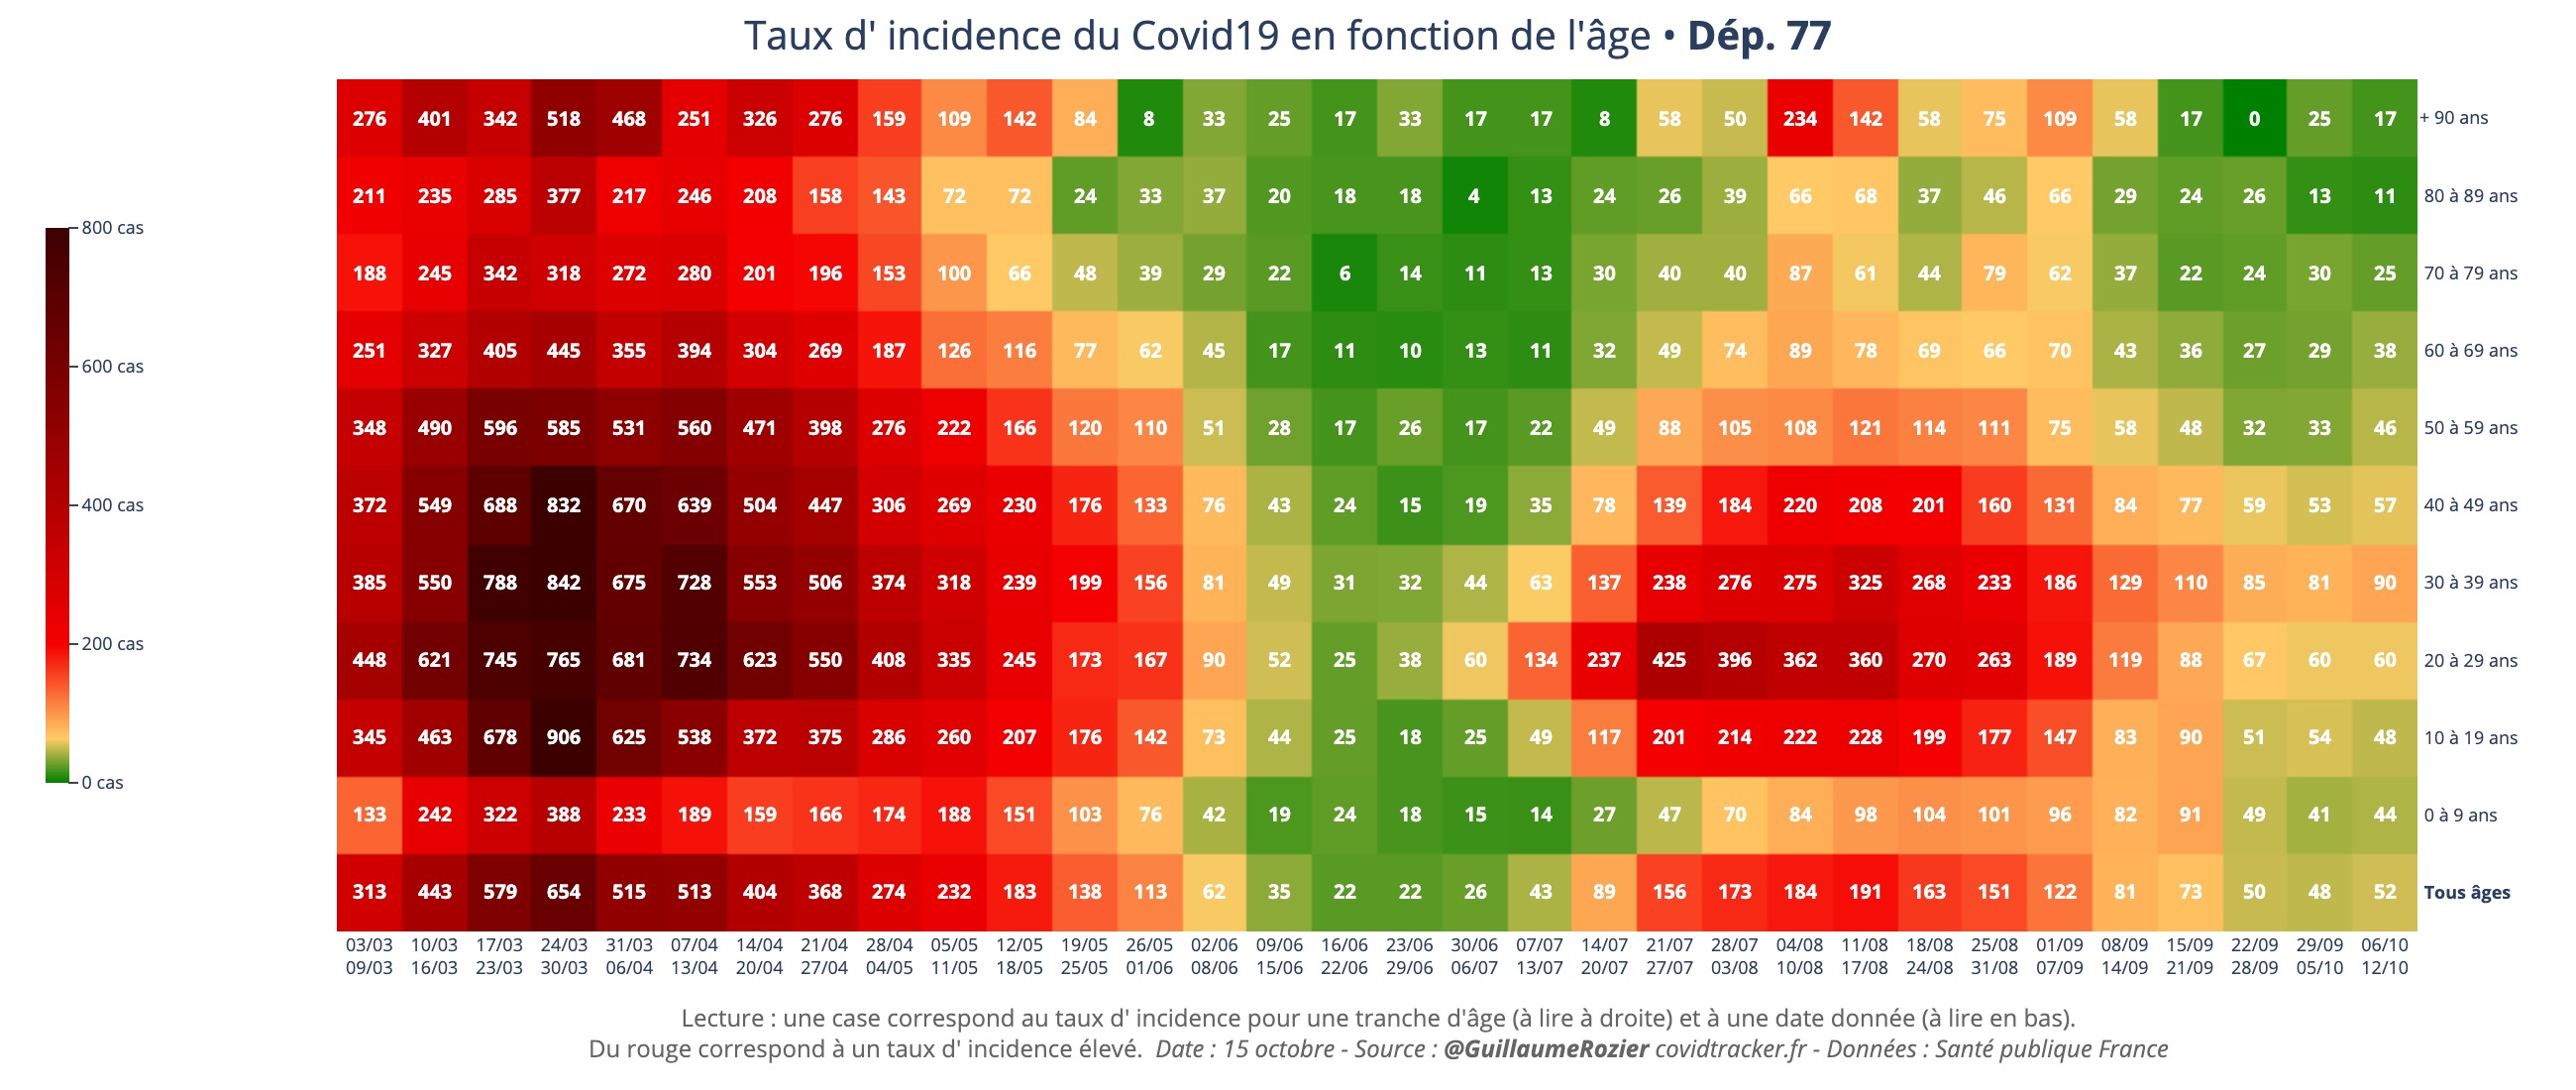 Taux d' incidence du Covid19 en fonction de l'âge • Dép. 77
276 401 342 518 468 251 326 276 159 109 142 84 8 33 25 17 33 17 17 8 58 50 234 142 58 75 109 58 17 0 25 17 + 90 ans
211 235 285 377 217 246 208 158 143 72 72 24 33 37 20 18 18 4 13 24 26 39 66 68 37 46 66 29 24 26 13 11 80 à 89 ans
800 cas
188 245 342 318 272 280 201 196 153 100 66 48 39 29 22 6 14 11 13 30 40 40 87 61 44 79 62 37 22 24 30 25 70 à 79 ans
251 327 405 445 355 394 304 269 187 126 116 77 62 45 17 11 10 13 11 32 49 74 89 78 69 66 70 43 36 27 29 38 60 à 69 ans
600 cas
348 490 596 585 531 560 471 398 276 222 166 120 110 51 28 17 26 17 22 49 88 105 108 121 114 111 75 58 48 32 33 46 50 à 59 ans
400 cas
372 549 688 832 670 639 504 447 306 269 230 176 133 76 43 24 15 19 35 78 139 184 220 208 201 160 131 84 77 59 53 57 40 à 49 ans
385 550 788 842 675 728 553 506 374 318 239 199 156 81 49 31 32 44 63 137 238 276 275 325 268 233 186 129 110 85 81 90 30 à 39 ans
200 cas
448 621 745 765 681 734 623 550 408 335 245 173 167 90 52 25 38 60 134 237 425 396 362 360 270 263 189 119 88 67 60 60 20 à 29 ans
345 463 678 906 625 538 372 375 286 260 207 176 142 73 44 25 18 25 49 117 201 214 222 228 199 177 147 83 90 51 54 48 10 à 19 ans
0 cas
133 242 322 388 233 189 159 166 174 188 151 103 76 42 19 24 18 15 14 27 47 70 84 98 104 101 96 82 91 49 41 44 0 à 9 ans
313 443 579 654 515 513 404 368 274 232 183 138 113 62 35 22 22 26 43 89 156 173 184 191 163 151 122 81 73 50 48 52 Tous âges
03/03 10/03 17/03 24/03 31/03 07/04 14/04 21/04 28/04 05/05 12/05 19/05 26/05 02/06 09/06 16/06 23/06 30/06 07/07 14/07 21/07 28/07 04/08 11/08 18/08 25/08 01/09 08/09 15/09 22/09 29/09 06/10
09/03 16/03 23/03 30/03 06/04 13/04 20/04 27/04 04/05 11/05 18/05 25/05 01/06 08/06 15/06 22/06 29/06 06/07 13/07 20/07 27/07 03/08 10/08 17/08 24/08 31/08 07/09 14/09 21/09 28/09 05/10 12/10
Lecture : une case correspond au taux d' incidence pour une tranche d'âge (à lire à droite) et à une date donnée (à lire en bas).
Du rouge correspond à un taux d' incidence élevé. Date : 15 octobre - Source : @GuillaumeRozier covidtracker.fr - Données : Santé publique France